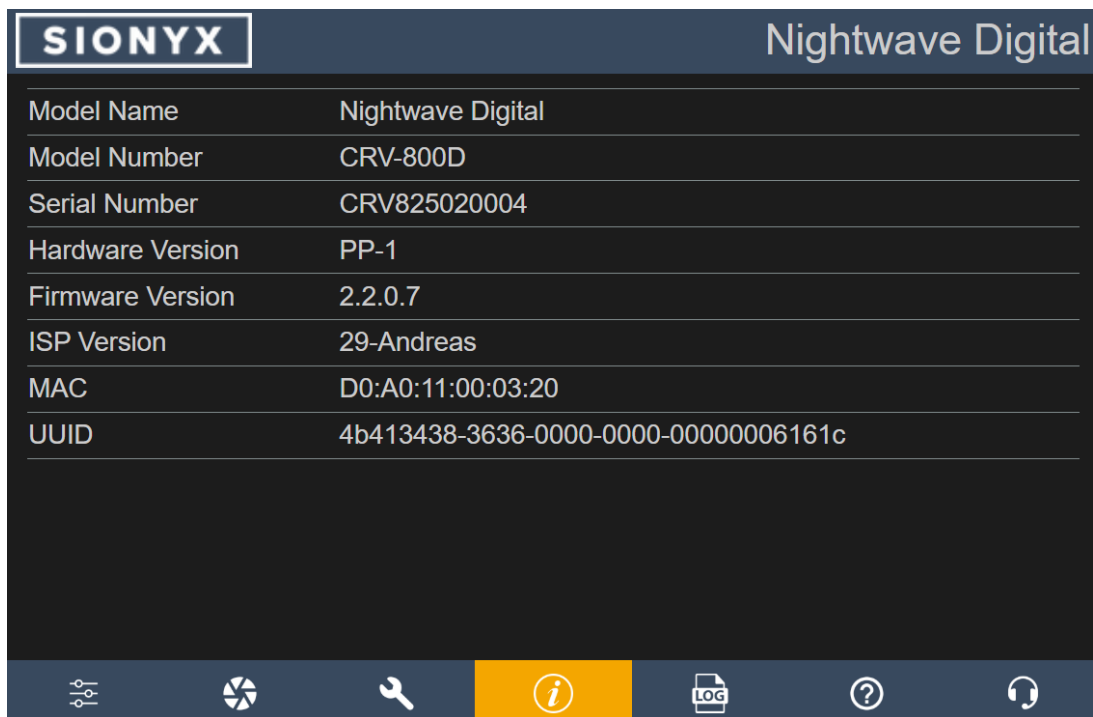 SIONYX
Nightwave Digital
Model Name Nightwave Digital
Model Number CRV-800D
Serial Number CRV825020004
Hardware Version PP-1
Firmware Version 2.2.0.7
ISP Version 29-Andreas
MAC D0:A0:11:00:03:20
UUID 4b413438-3636-0000-0000-00000006161c
LOG